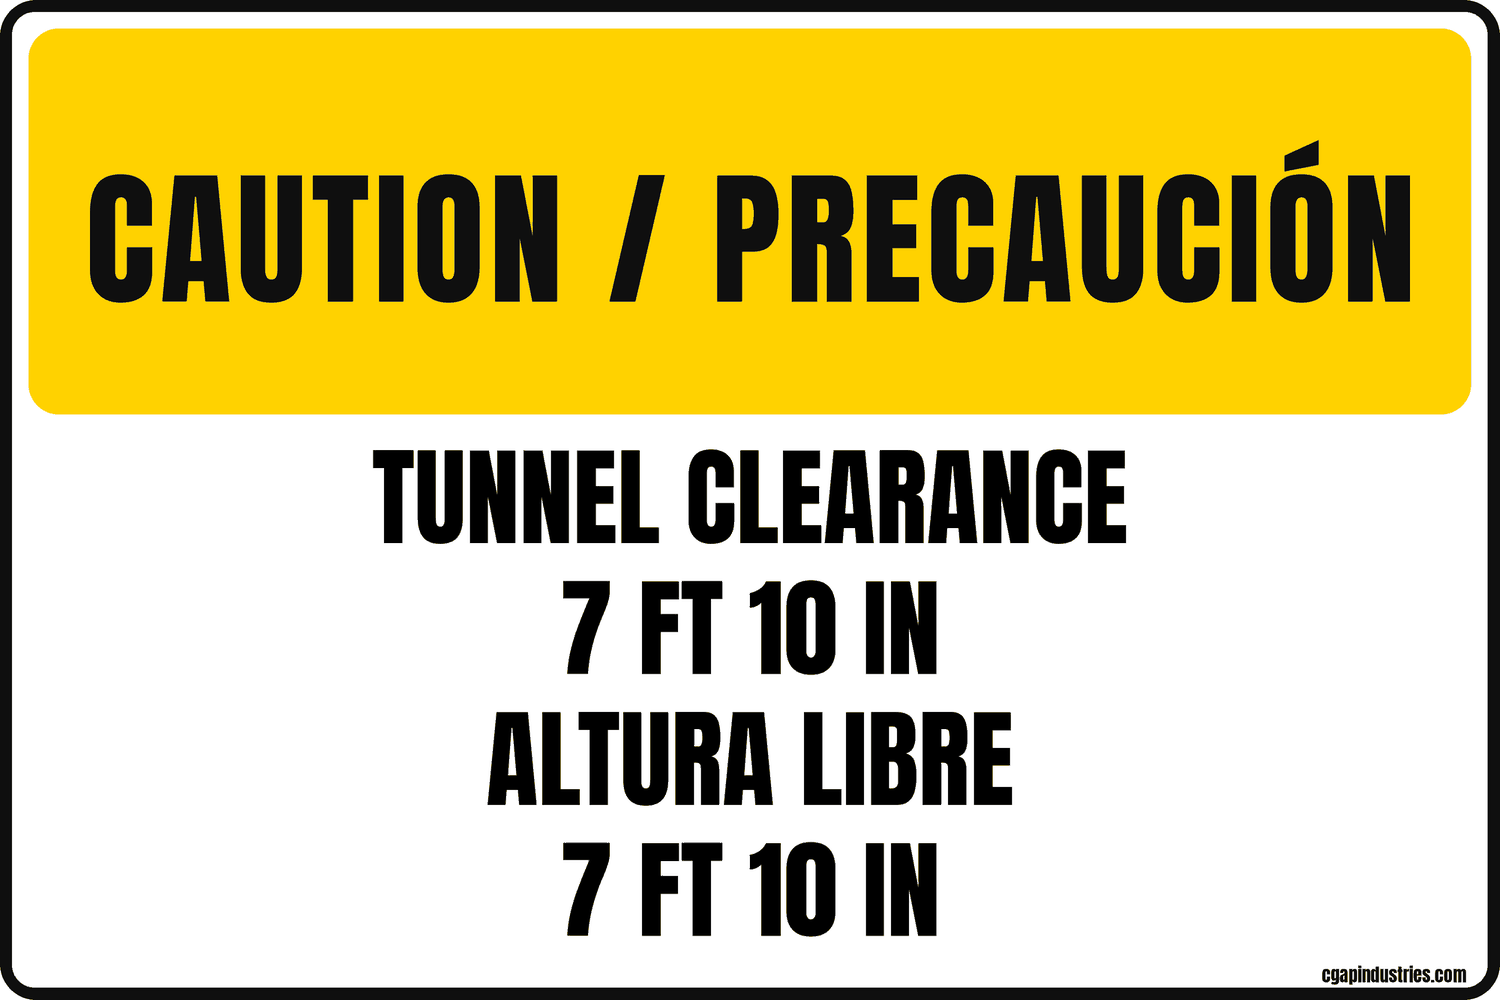 CAUTION / PRECAUCIÓN
TUNNEL CLEARANCE
7 FT 10 IN
ALTURA LIBRE
7 FT 10 IN
cgapindustries.com